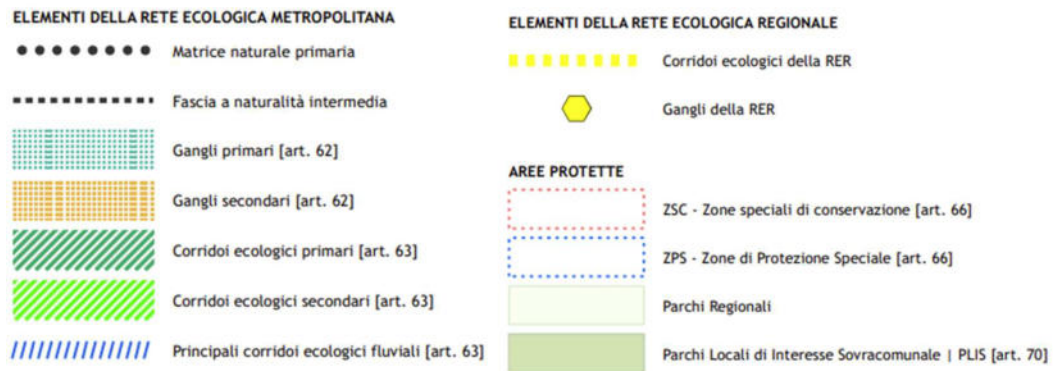 ELEMENTI DELLA RETE ECOLOGICA METROPOLITANA
Matrice naturale primaria
Fascia a naturalità intermedia
Gangli primari [art. 62]
Gangli secondari [art. 62]
Corridoi ecologici primari [art. 63]
Corridoi ecologici secondari [art. 63]
Principali corridoi ecologici fluviali [art. 63]
ELEMENTI DELLA RETE ECOLOGICA REGIONALE
Corridoi ecologici della RER
Gangli della RER
AREE PROTETTE
ZSC - Zone speciali di conservazione [art. 66]
ZPS - Zone di Protezione Speciale [art. 66]
Parchi Regionali
Parchi Locali di Interesse Sovracomunale | PLIS [art. 70]